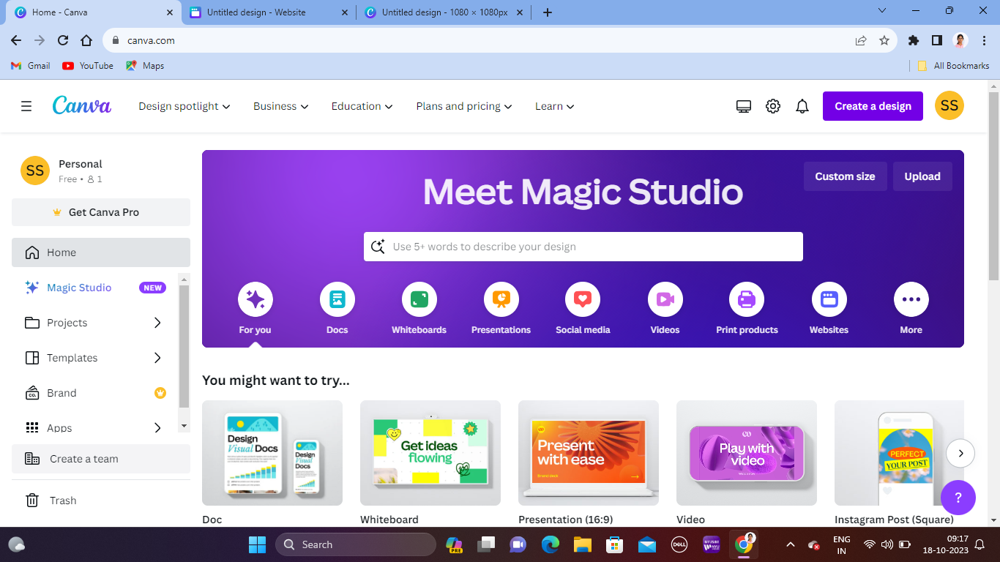 Home - Canva
Untitled design - Website
Untitled design - 1080 × 1080px
canva.com
Gmail
YouTube
Maps
All Bookmarks
Canva
Design spotlight
Business
Education
Plans and pricing
Learn
Create a design
SS
SS
Personal
Free • 1
Get Canva Pro
Home
Magic Studio
NEW
Projects
Templates
Brand
CO.
Apps
Create a team
Trash
Custom size
Upload
Meet Magic Studio
Use 5+ words to describe your design
For you
Docs
Whiteboards
Presentations
Social media
Videos
Print products
Websites
More
You might want to try...
Design
Visual Docs
Design
Visual
Docs
Get ideas
flowing
Present
with ease
Brand deck
Play with
video
PERFECT
YOUR POST
Doc
Whiteboard
Presentation (16:9)
Video
Instagram Post (Square)
?
Search
PRE
DELL
ENG
IN
09:17
18-10-2023